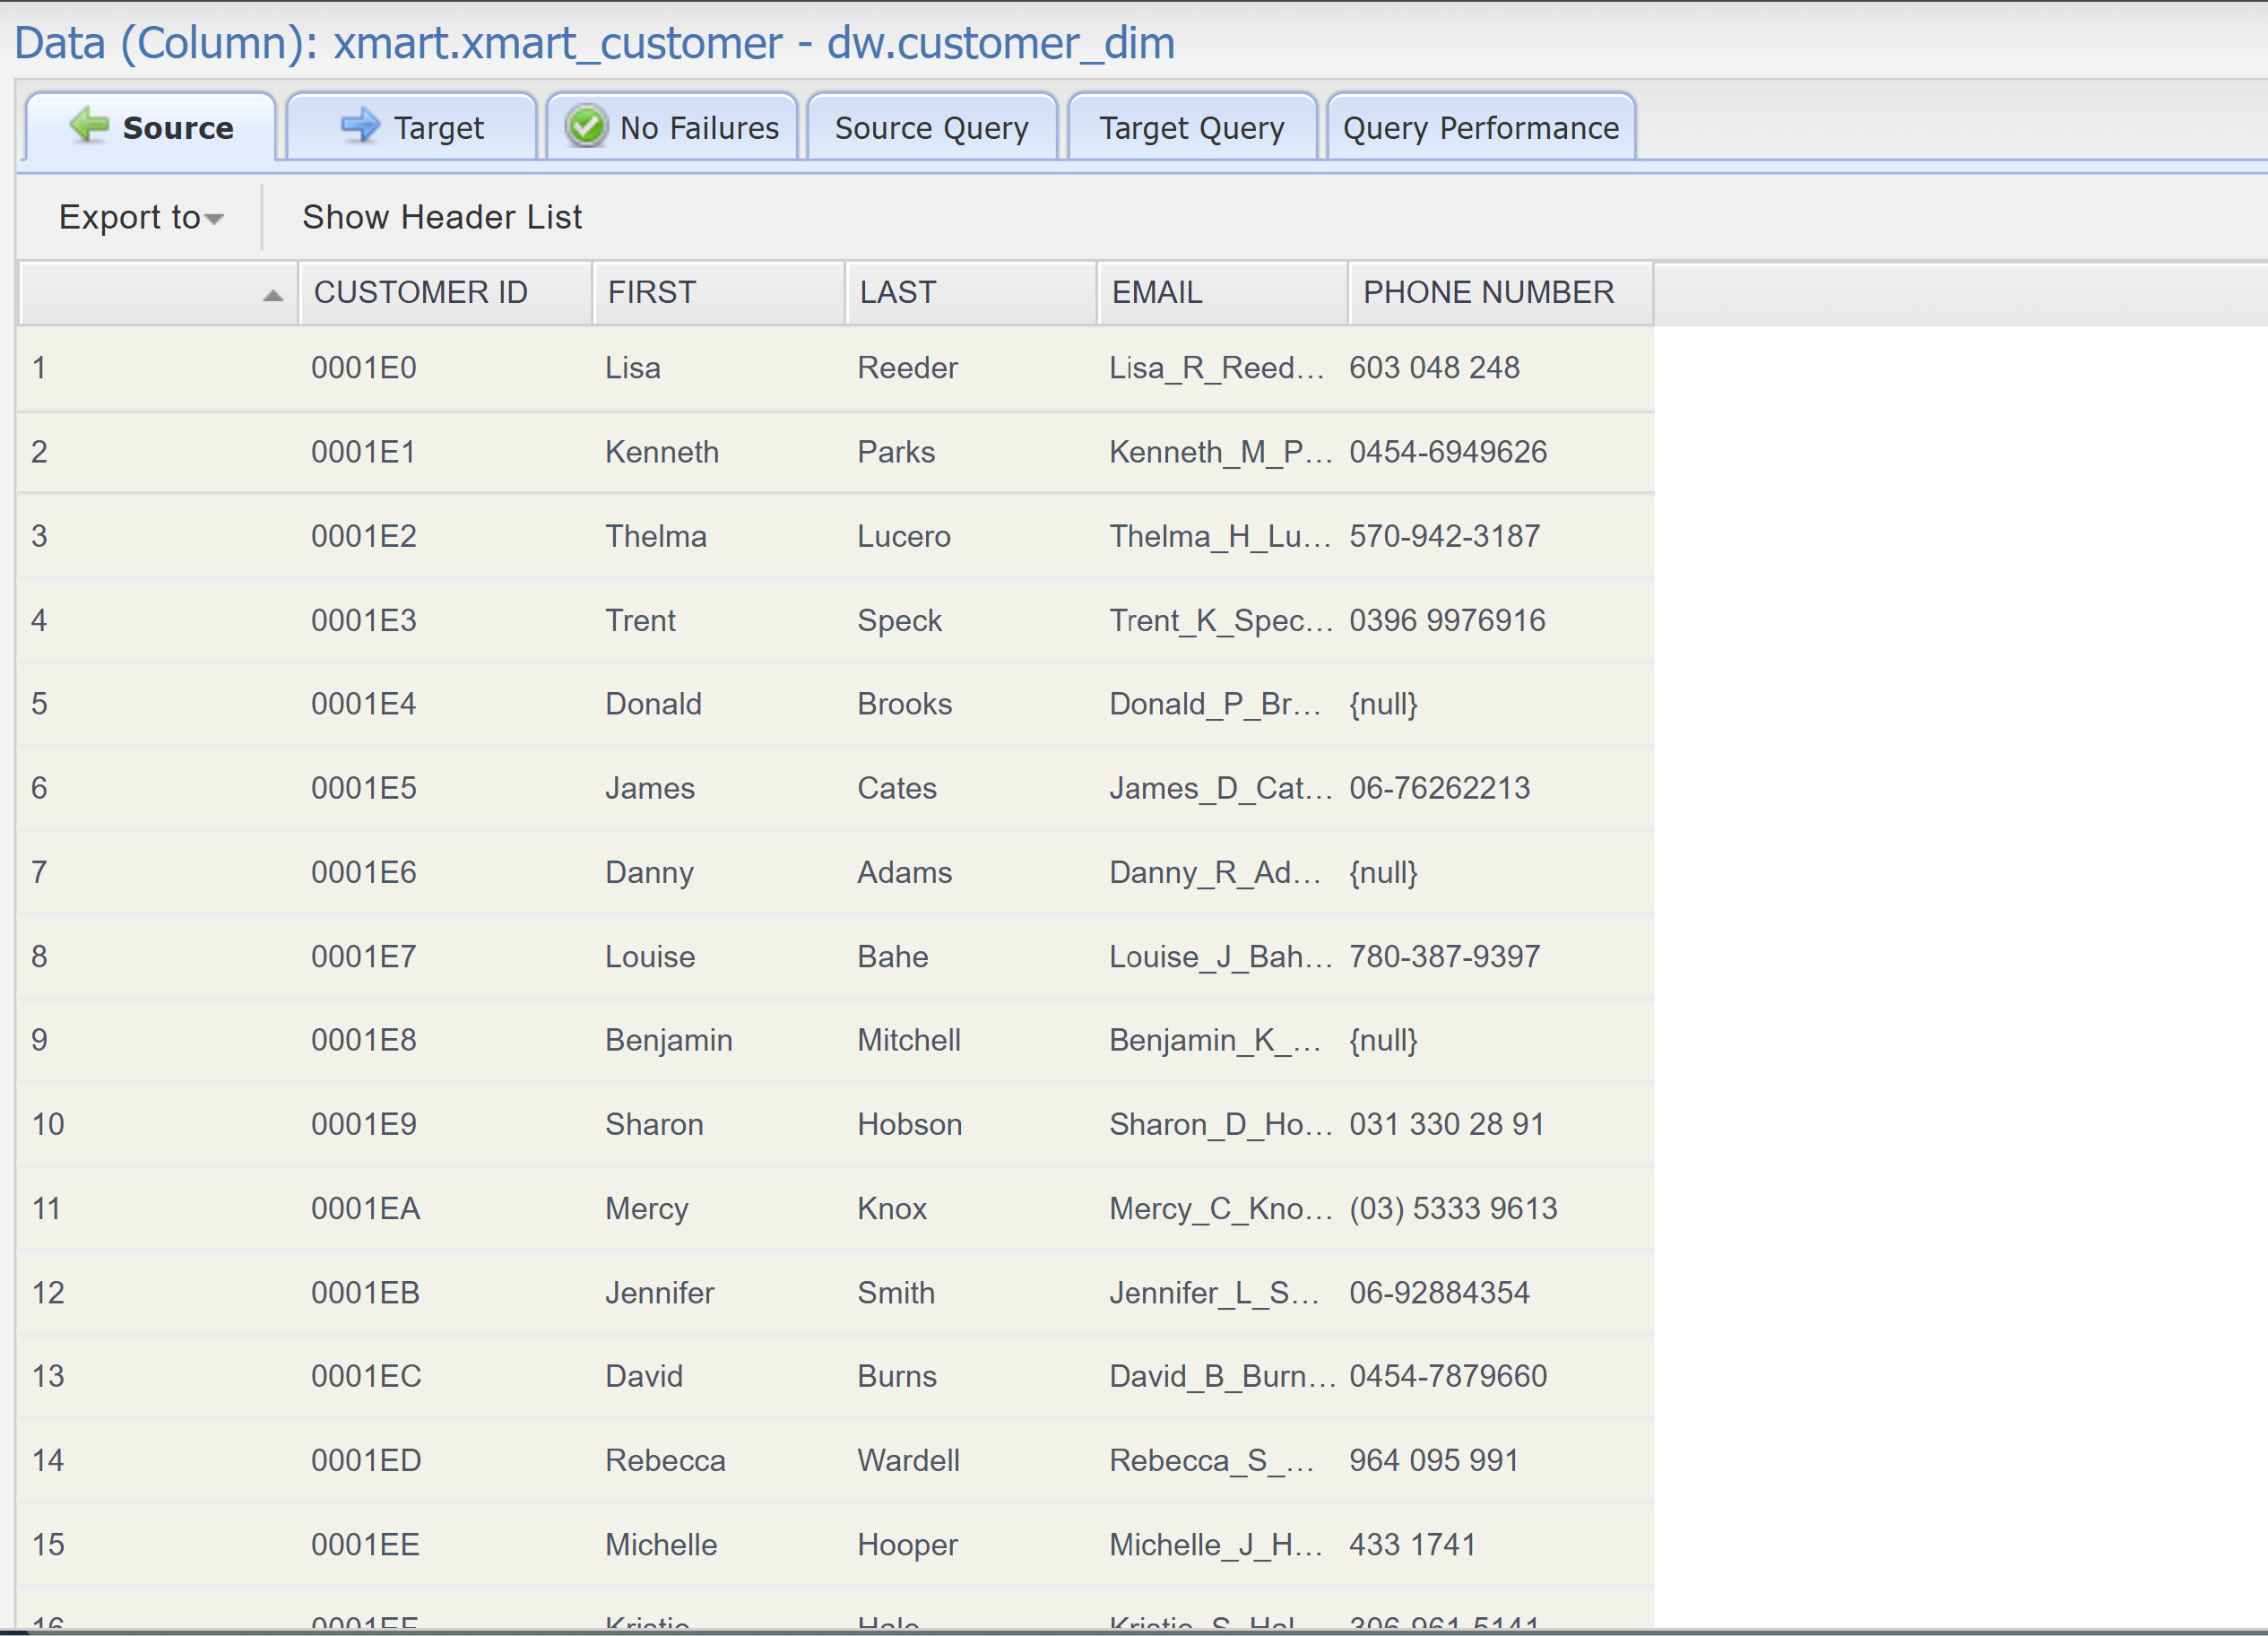 Data (Column): xmart.xmart_customer - dw.customer_dim
Source Target No Failures Source Query Target Query Query Performance
Export to Show Header List
CUSTOMER ID FIRST LAST EMAIL PHONE NUMBER
1 0001E0 Lisa Reeder Lisa_R_Reed... 603 048 248
2 0001E1 Kenneth Parks Kenneth_M_P... 0454-6949626
3 0001E2 Thelma Lucero Thelma_H_Lu... 570-942-3187
4 0001E3 Trent Speck Trent_K_Spec... 0396 9976916
5 0001E4 Donald Brooks Donald_P_Br... {null}
6 0001E5 James Cates James_D_Cat... 06-76262213
7 0001E6 Danny Adams Danny_R_Ad... {null}
8 0001E7 Louise Bahe Louise_J_Bah... 780-387-9397
9 0001E8 Benjamin Mitchell Benjamin_K_... {null}
10 0001E9 Sharon Hobson Sharon_D_Ho... 031 330 28 91
11 0001EA Mercy Knox Mercy_C_Kno... (03) 5333 9613
12 0001EB Jennifer Smith Jennifer_L_S... 06-92884354
13 0001EC David Burns David_B_Burn... 0454-7879660
14 0001ED Rebecca Wardell Rebecca_S_... 964 095 991
15 0001EE Michelle Hooper Michelle_J_H... 433 1741
16 0001EF Kristie Hale Kristie_S_Hal... 306-961-5141